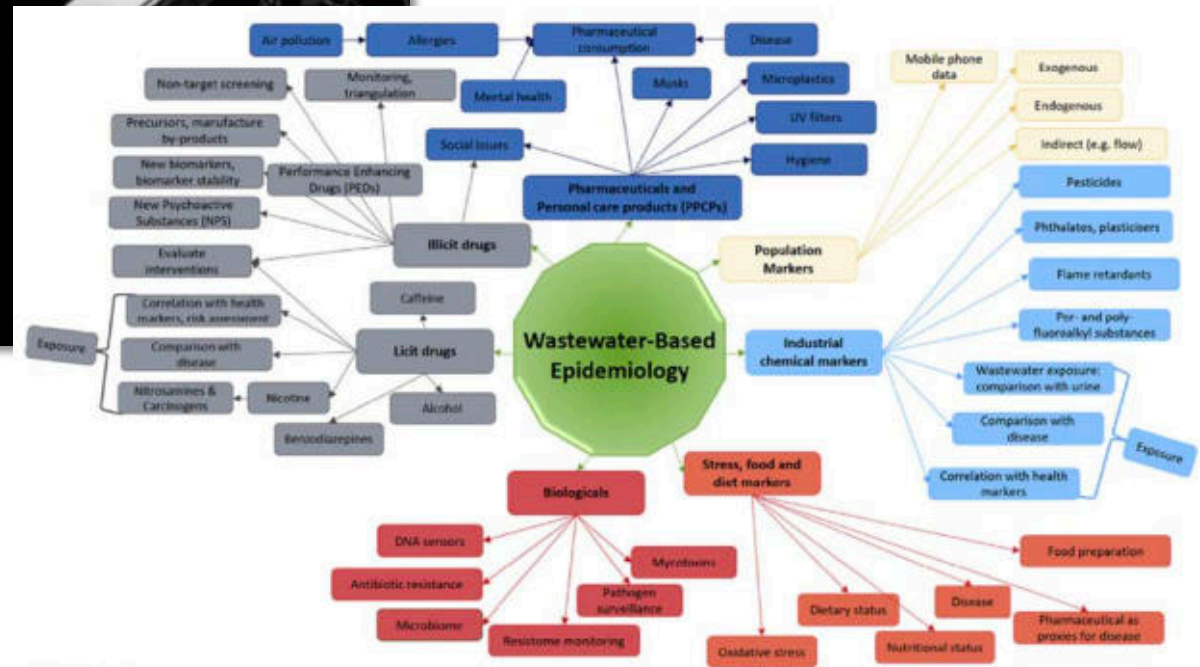 Air pollution
Allergies
Pharmaceutical
consumption
Disease
Mental health
Musks
Microplastics
UV filters
Hygiene
Social issues
Pharmaceuticals and
Personal care products (PPCPs)
Non-target screening
Monitoring,
triangulation
Precursors, manufacture
by-products
New biomarkers,
biomarker stability
Performance Enhancing
Drugs (PEDs)
New Psychoactive
Substances (NPS)
Evaluate
interventions
Illicit drugs
Mobile phone
data
Exogenous
Endogenous
Indirect (e.g. flow)
Population
Markers
Pesticides
Phthalates, plasticisers
Flame retardants
Per- and poly-
fluoroalkyl substances
Industrial
chemical markers
Wastewater exposure:
comparison with urine
Comparison with
disease
Correlation with health
markers
Exposure
Wastewater-Based
Epidemiology
Caffeine
Licit drugs
Correlation with health
markers, risk assessment
Comparison with
disease
Nitrosamines &
Carcinogens
Exposure
Nicotine
Alcohol
Benzodiazepines
Biologicals
DNA sensors
Antibiotic resistance
Microbiome
Resistome monitoring
Pathogen
surveillance
Mycotoxins
Stress, food and
diet markers
Food preparation
Disease
Pharmaceutical as
proxies for disease
Dietary status
Nutritional status
Oxidative stress